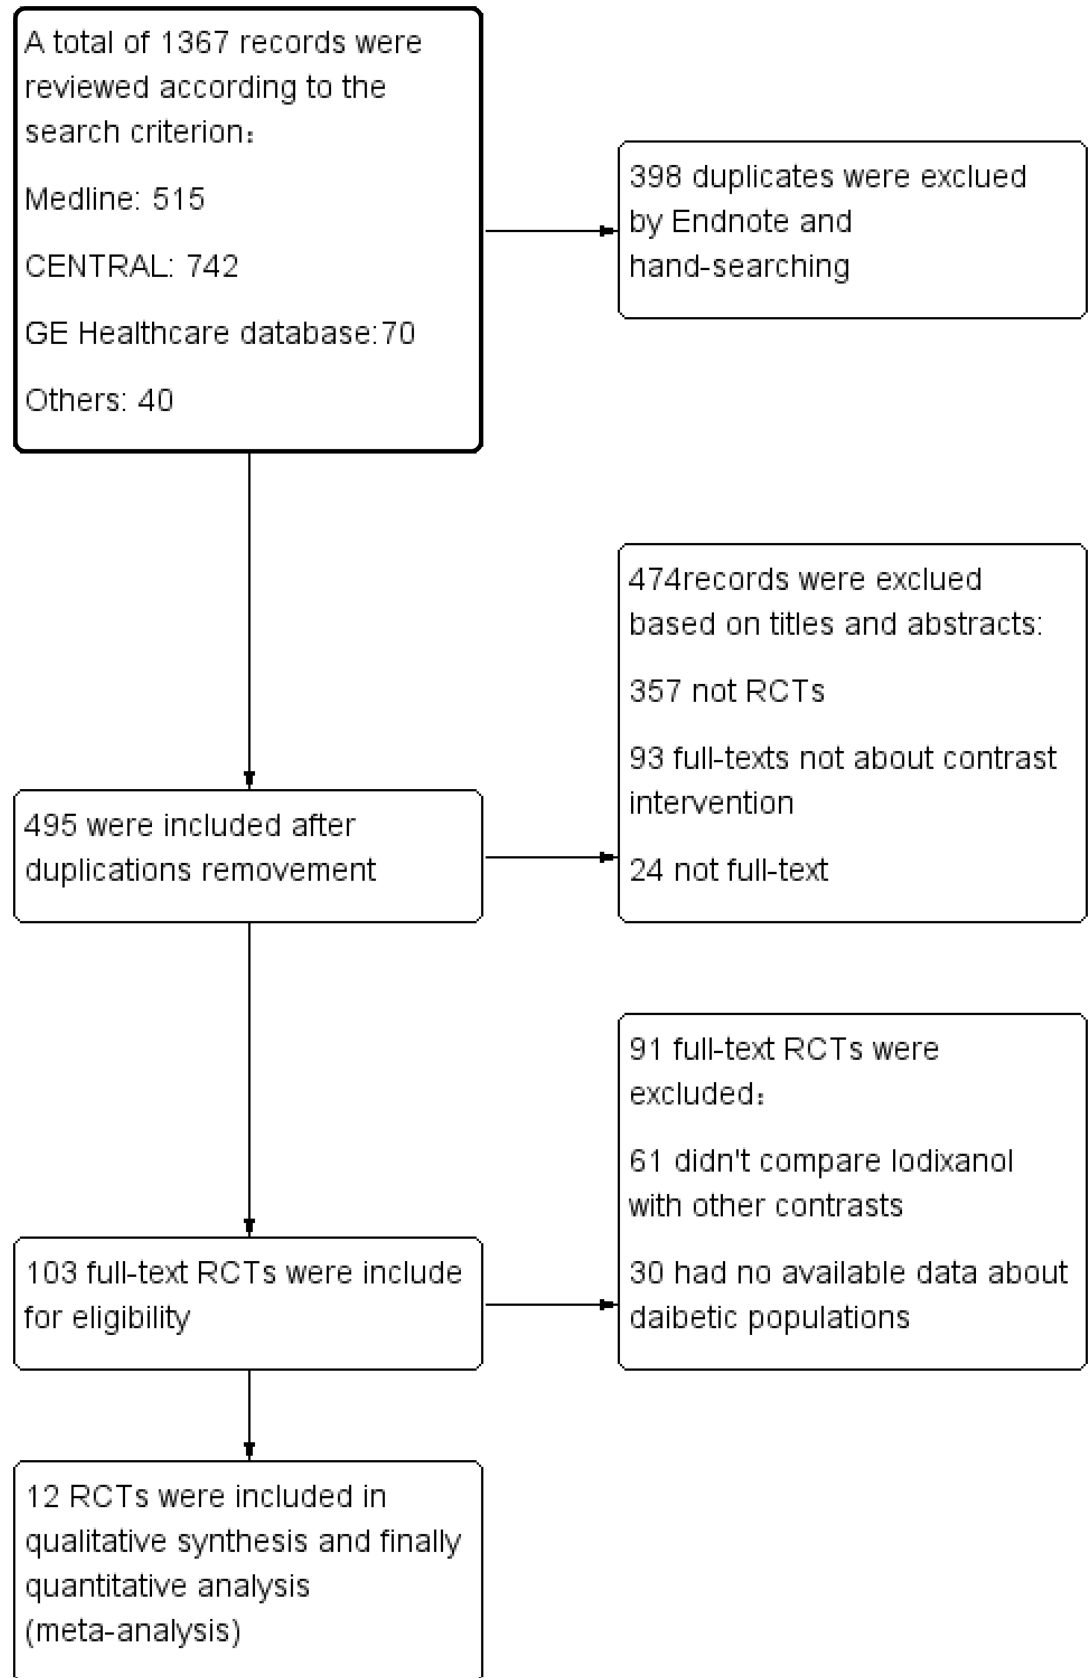 A total of 1367 records were
reviewed according to the
search criterion：
Medline: 515
CENTRAL: 742
GE Healthcare database:70
Others: 40
398 duplicates were exclued
by Endnote and
hand-searching
474records were exclued
based on titles and abstracts:
357 not RCTs
93 full-texts not about contrast
intervention
24 not full-text
495 were included after
duplications removement
91 full-text RCTs were
excluded：
61 didn't compare Iodixanol
with other contrasts
30 had no available data about
daibetic populations
103 full-text RCTs were include
for eligibility
12 RCTs were included in
qualitative synthesis and finally
quantitative analysis
(meta-analysis)